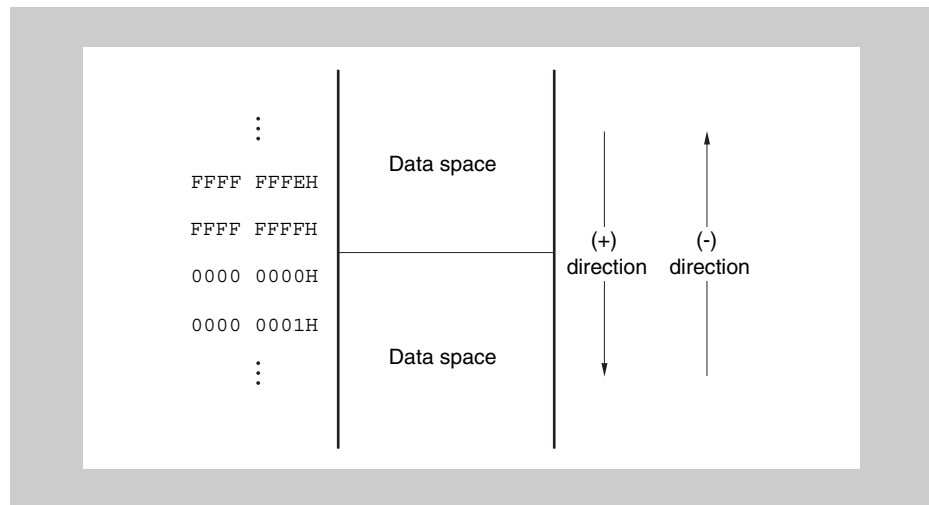 ⋮
FFFF FFFEH
FFFF FFFFH
0000 0000H
0000 0001H
⋮
Data space
Data space
(+)
direction
(-)
direction